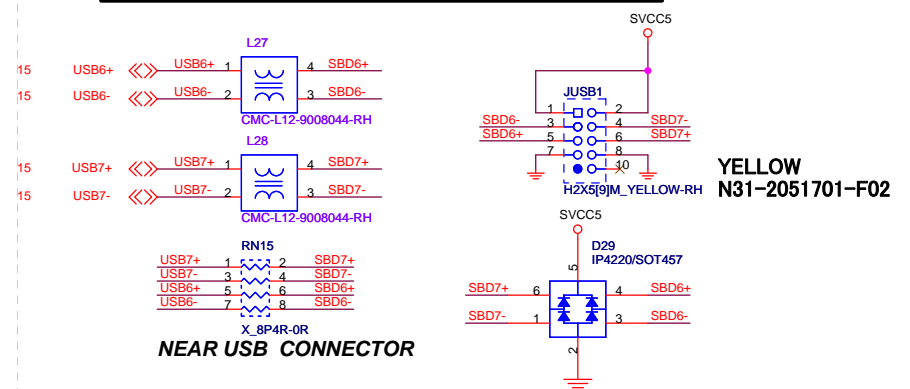 SVCC5
L27
15 USB6+ USB6+ 1 4 SBD6+
15 USB6- USB6- 2 3 SBD6-
CMC-L12-9008044-RH
L28
15 USB7+ USB7+ 1 4 SBD7+
15 USB7- USB7- 2 3 SBD7-
CMC-L12-9008044-RH
JUSB1
1 2
SBD6- 3 4 SBD7-
SBD6+ 5 6 SBD7+
7 8
10
H2X5[9]M_YELLOW-RH
YELLOW
N31-2051701-F02
RN15
USB7+ 1 2 SBD7+
USB7- 3 4 SBD7-
USB6+ 5 6 SBD6+
USB6- 7 8 SBD6-
X_8P4R-0R
NEAR USB CONNECTOR
SVCC5
D29
IP4220/SOT457
5
SBD7+ 6 4 SBD6+
SBD7- 1 3 SBD6-
2